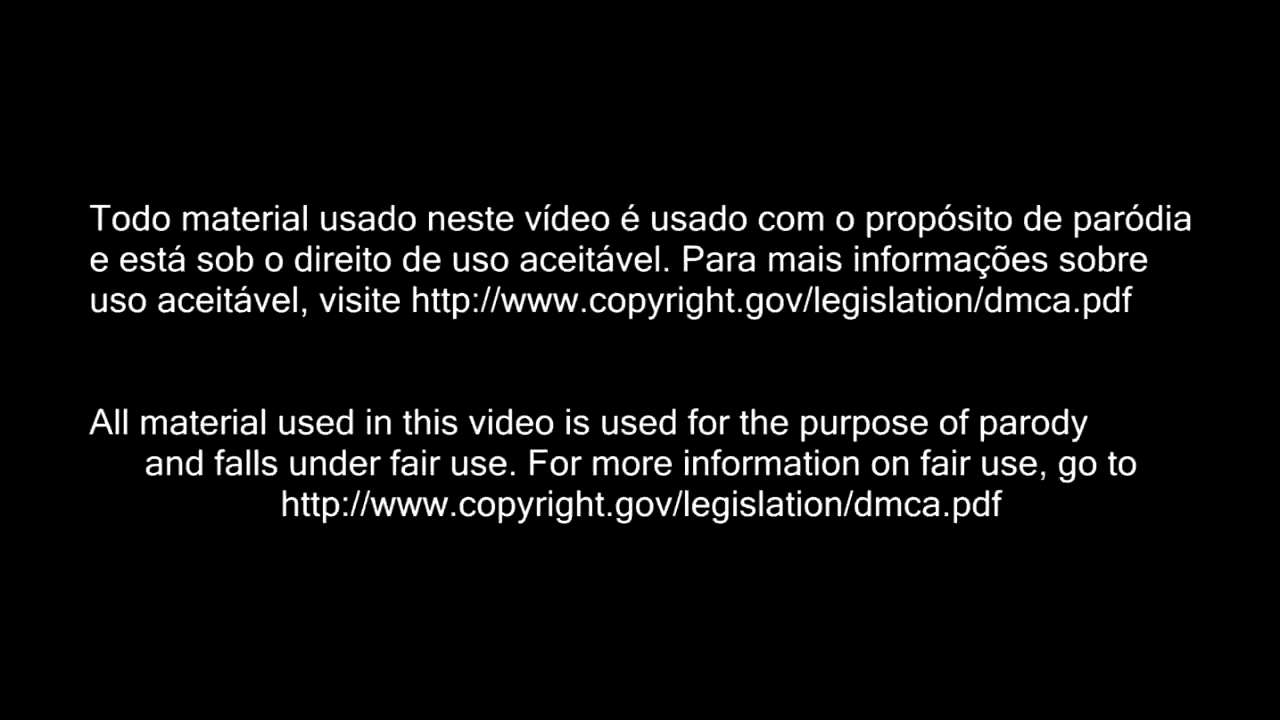 Todo material usado neste vídeo é usado com o propósito de paródia
e está sob o direito de uso aceitável. Para mais informações sobre
uso aceitável, visite http://www.copyright.gov/legislation/dmca.pdf
All material used in this video is used for the purpose of parody
and falls under fair use. For more information on fair use, go to
http://www.copyright.gov/legislation/dmca.pdf